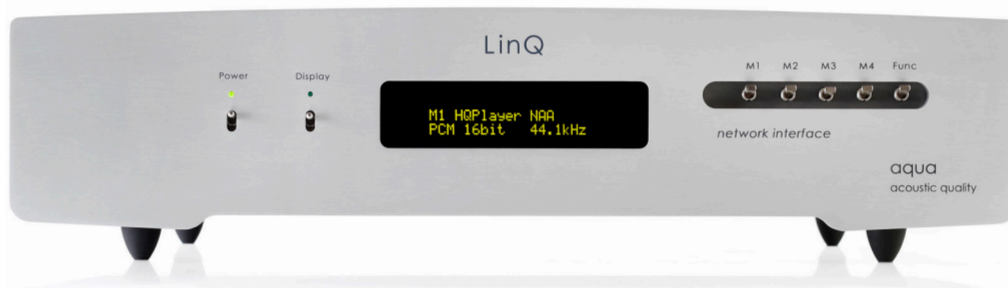 LinQ
Power
Display
M1 HQPlayer NAA
PCM 16bit 44.1kHz
M1 M2 M3 M4 Func
network interface
aqua
acoustic quality